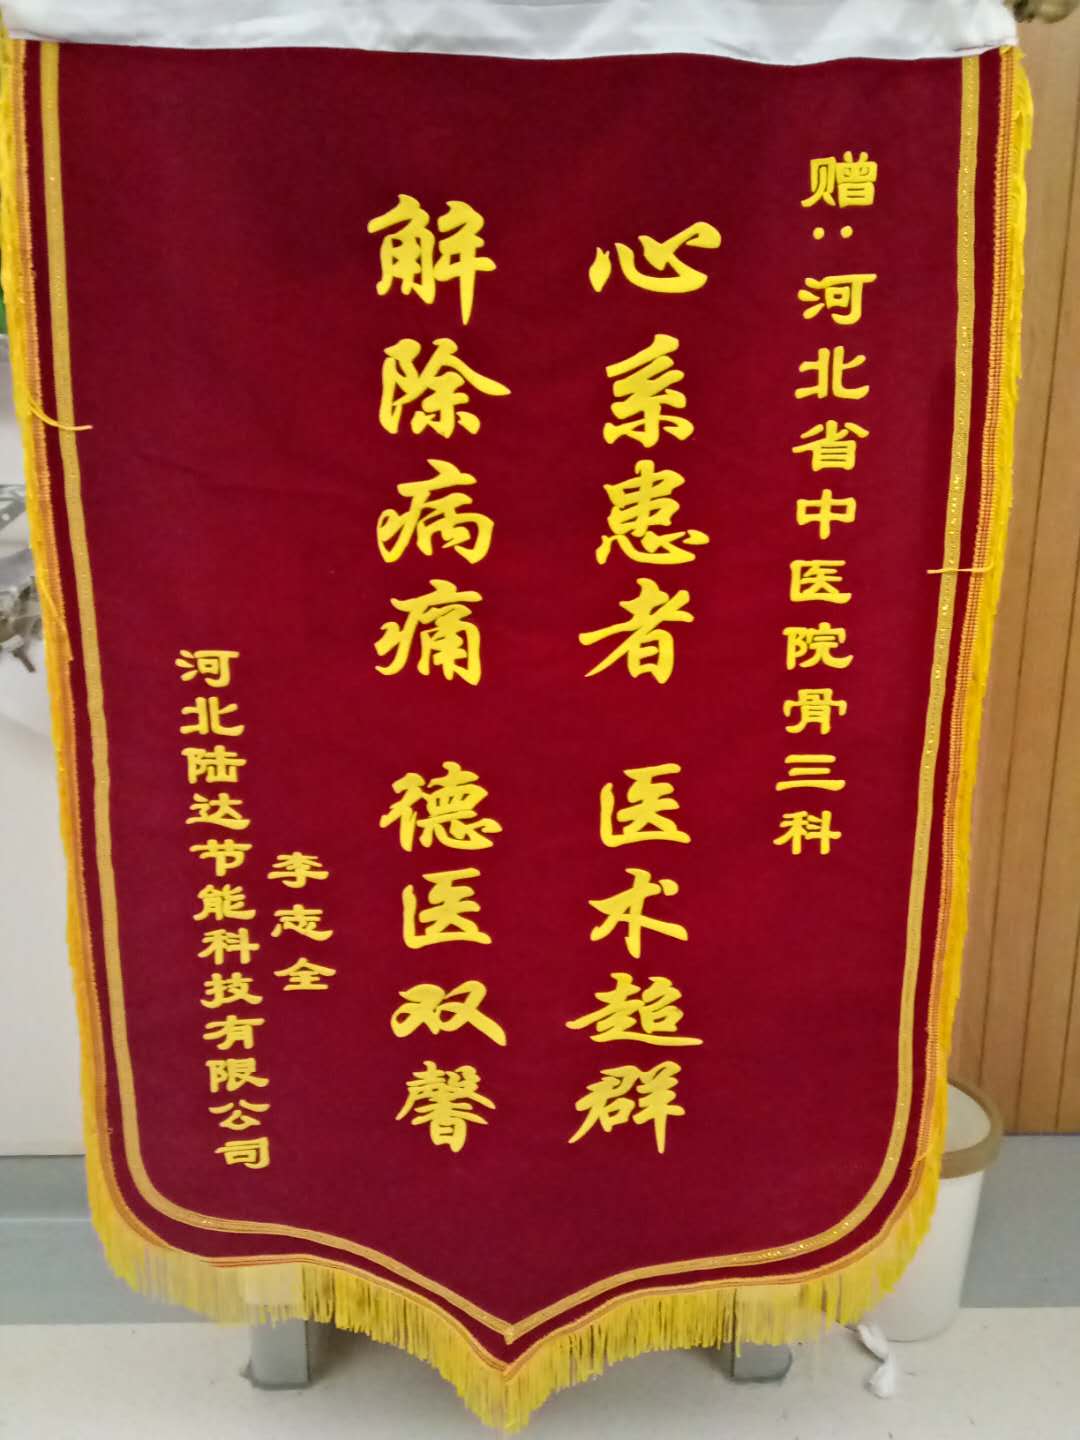 赠:河北省中医院骨三科
心系患者 医术超群
解除病痛 德医双馨
李志全
河北陆达节能科技有限公司